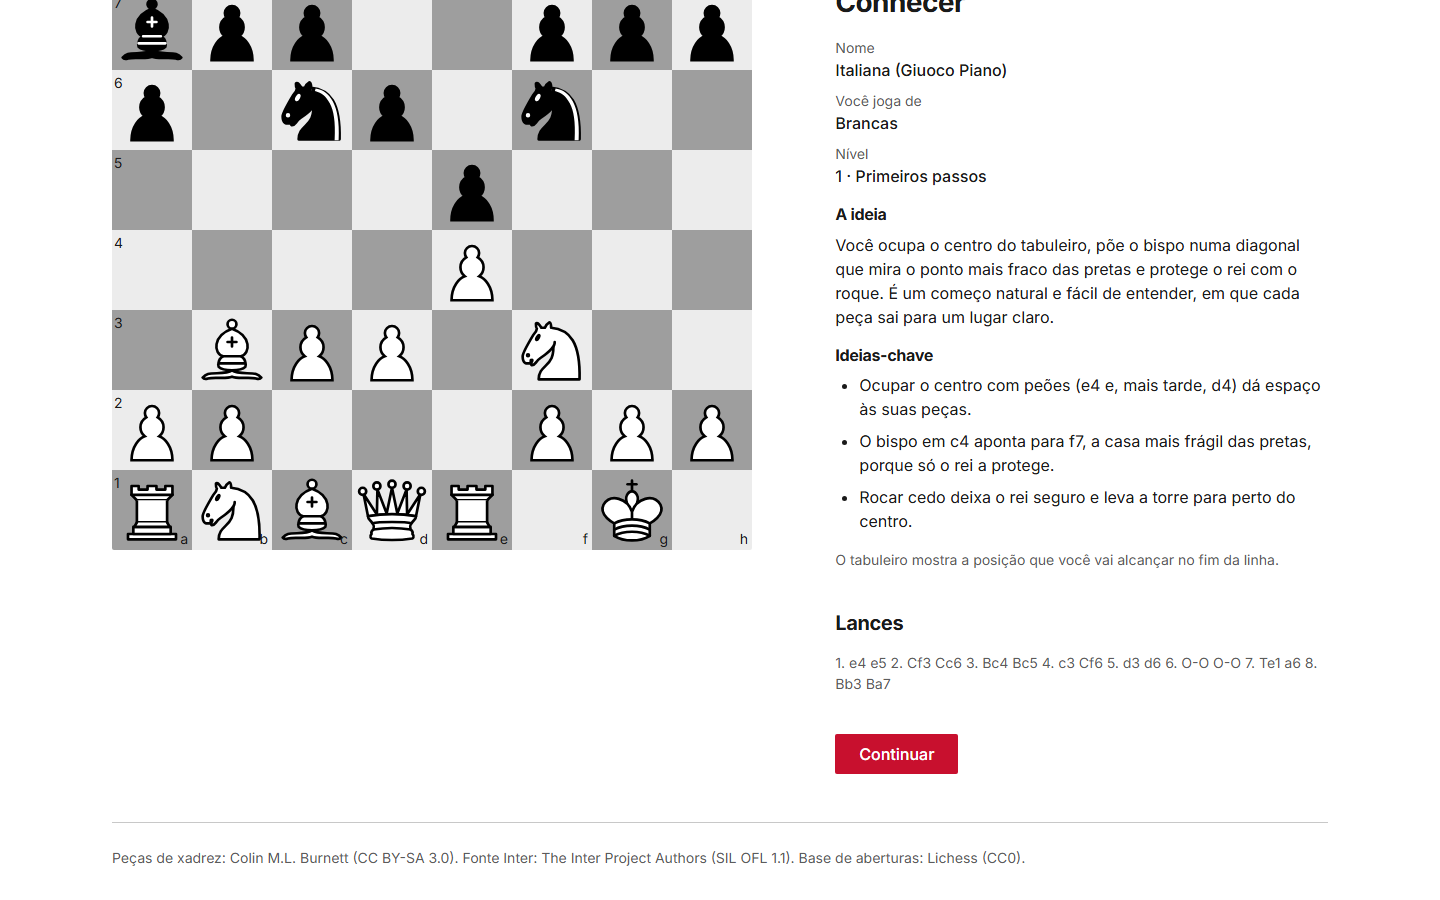 7
6
5
4
3
2
1
a b c d e f g h
Conhecer
Nome
Italiana (Giuoco Piano)
Você joga de
Brancas
Nível
1 · Primeiros passos
A ideia
Você ocupa o centro do tabuleiro, põe o bispo numa diagonal
que mira o ponto mais fraco das pretas e protege o rei com o
roque. É um começo natural e fácil de entender, em que cada
peça sai para um lugar claro.
Ideias-chave
• Ocupar o centro com peões (e4 e, mais tarde, d4) dá espaço
às suas peças.
• O bispo em c4 aponta para f7, a casa mais frágil das pretas,
porque só o rei a protege.
• Rocar cedo deixa o rei seguro e leva a torre para perto do
centro.
O tabuleiro mostra a posição que você vai alcançar no fim da linha.
Lances
1. e4 e5 2. Cf3 Cc6 3. Bc4 Bc5 4. c3 Cf6 5. d3 d6 6. O-O O-O 7. Te1 a6 8.
Bb3 Ba7
Continuar
Peças de xadrez: Colin M.L. Burnett (CC BY-SA 3.0). Fonte Inter: The Inter Project Authors (SIL OFL 1.1). Base de aberturas: Lichess (CC0).